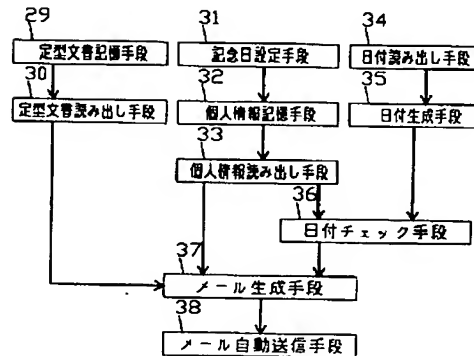 29
定型文書記憶手段
31
記念日設定手段
34
日付読み出し手段
30
定型文書読み出し手段
32
個人情報記憶手段
35
日付生成手段
33
個人情報読み出し手段
36
日付チェック手段
37
メール生成手段
38
メール自動送信手段